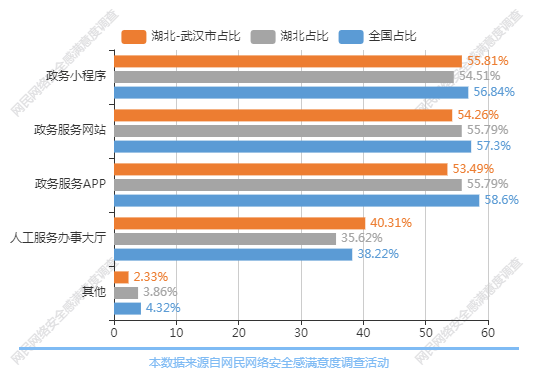 湖北-武汉市占比 湖北占比 全国占比
政务小程序 55.81%
54.51%
56.84%
政务服务网站 54.26%
55.79%
57.3%
政务服务APP 53.49%
55.79%
58.6%
人工服务办事大厅 40.31%
35.62%
38.22%
其他 2.33%
3.86%
4.32%
0 10 20 30 40 50 60
本数据来源自网民网络安全感满意度调查活动
网民网络安全感满意度调查
网民网络安全感满意度调查
网民网络安全感满意度调查
网民网络安全感满意度调查